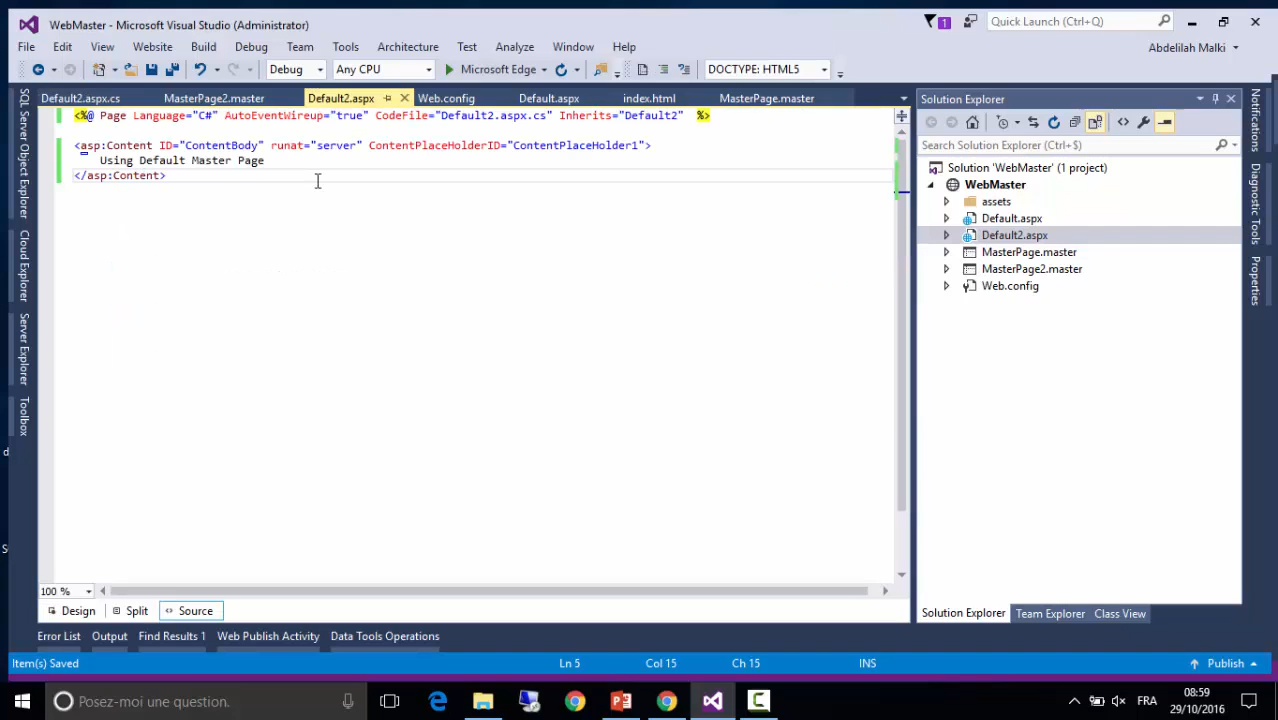 WebMaster - Microsoft Visual Studio (Administrator)
1
Quick Launch (Ctrl+Q)
File Edit View Website Build Debug Team Tools Architecture Test Analyze Window Help
Abdelilah Malki
Debug Any CPU Microsoft Edge DOCTYPE: HTML5
Default2.aspx.cs MasterPage2.master Default2.aspx Web.config Default.aspx index.html MasterPage.master
<%@ Page Language="C#" AutoEventWireup="true" CodeFile="Default2.aspx.cs" Inherits="Default2" %>
<asp:Content ID="ContentBody" runat="server" ContentPlaceHolderID="ContentPlaceHolder1">
Using Default Master Page
</asp:Content>
SQL Server Object Explorer
Cloud Explorer
Server Explorer
Toolbox
Solution Explorer
Search Solution Explorer (Ctrl+$)
Solution 'WebMaster' (1 project)
WebMaster
assets
Default.aspx
Default2.aspx
MasterPage.master
MasterPage2.master
Web.config
Notifications
Diagnostic Tools
Properties
100 %
Design Split Source
Solution Explorer Team Explorer Class View
Error List Output Find Results 1 Web Publish Activity Data Tools Operations
Item(s) Saved Ln 5 Col 15 Ch 15 INS Publish
Posez-moi une question.
FRA
08:59
29/10/2016